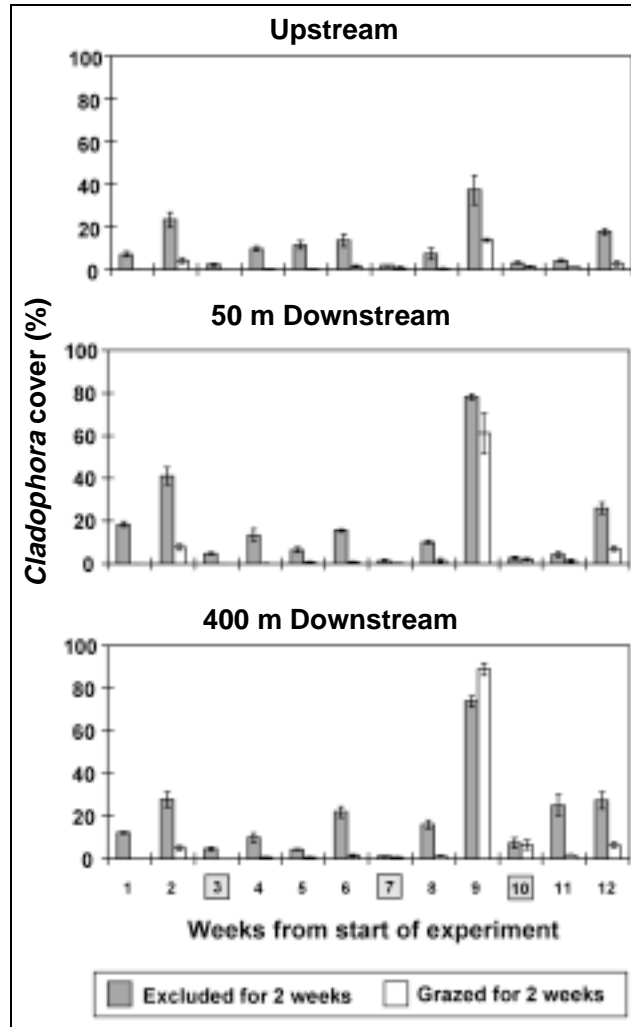 Upstream
100
80
60
40
20
0
50 m Downstream
100
80
60
40
20
0
Cladophora cover (%)
400 m Downstream
100
80
60
40
20
0
1 2 3 4 5 6 7 8 9 10 11 12
Weeks from start of experiment
Excluded for 2 weeks Grazed for 2 weeks